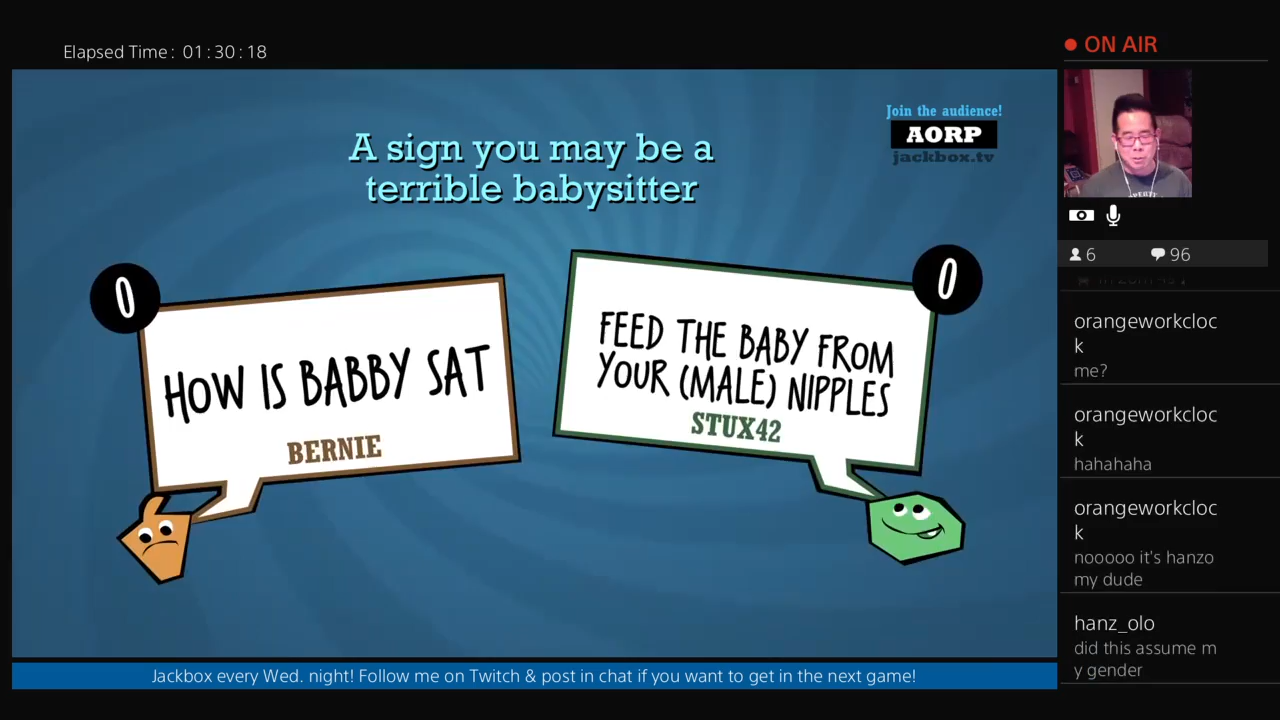 Elapsed Time: 01:30:18
ON AIR
Join the audience!
AORP
jackbox.tv
A sign you may be a
terrible babysitter
0
HOW IS BABBY SAT
BERNIE
0
FEED THE BABY FROM
YOUR (MALE) NIPPLES
STUX42
6
96
orangeworkcloc
k
me?
orangeworkcloc
k
hahahaha
orangeworkcloc
k
nooooo it's hanzo
my dude
hanz_olo
did this assume m
y gender
Jackbox every Wed. night! Follow me on Twitch & post in chat if you want to get in the next game!